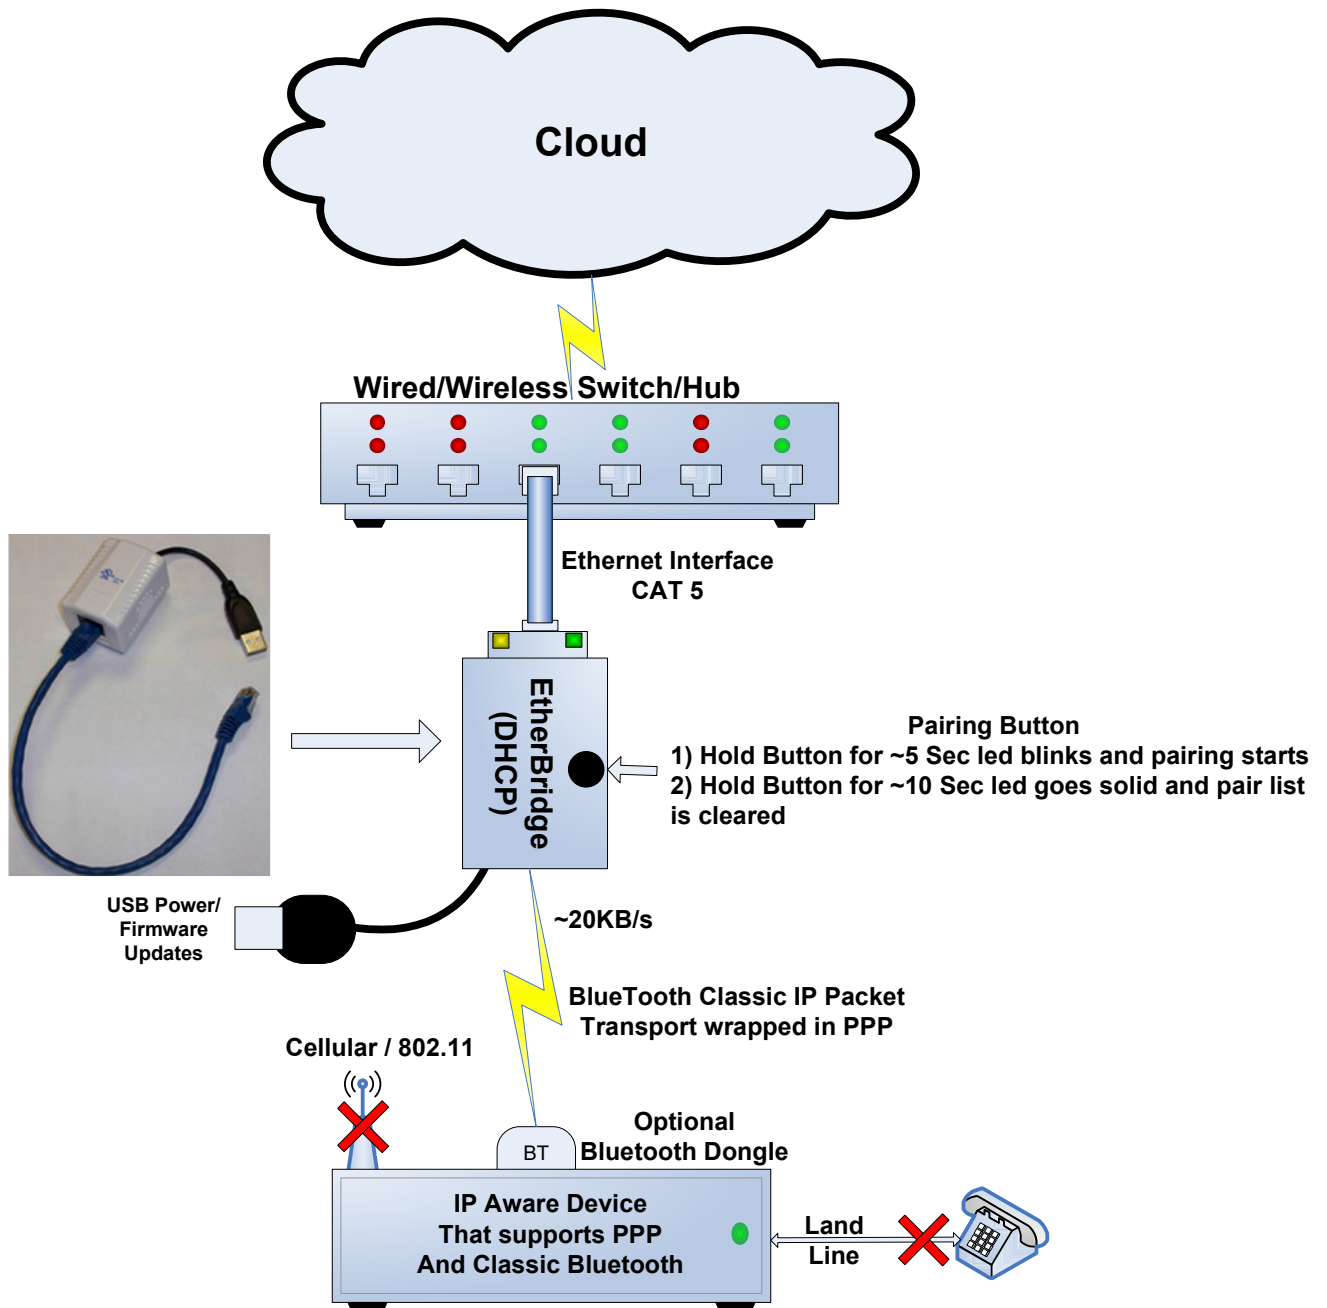 Cloud
Wired/Wireless Switch/Hub
Ethernet Interface
CAT 5
EtherBridge
(DHCP)
Pairing Button
1) Hold Button for ~5 Sec led blinks and pairing starts
2) Hold Button for ~10 Sec led goes solid and pair list
is cleared
USB Power/
Firmware
Updates
~20KB/s
BlueTooth Classic IP Packet
Transport wrapped in PPP
Cellular / 802.11
Optional
Bluetooth Dongle
BT
IP Aware Device
That supports PPP
And Classic Bluetooth
Land
Line